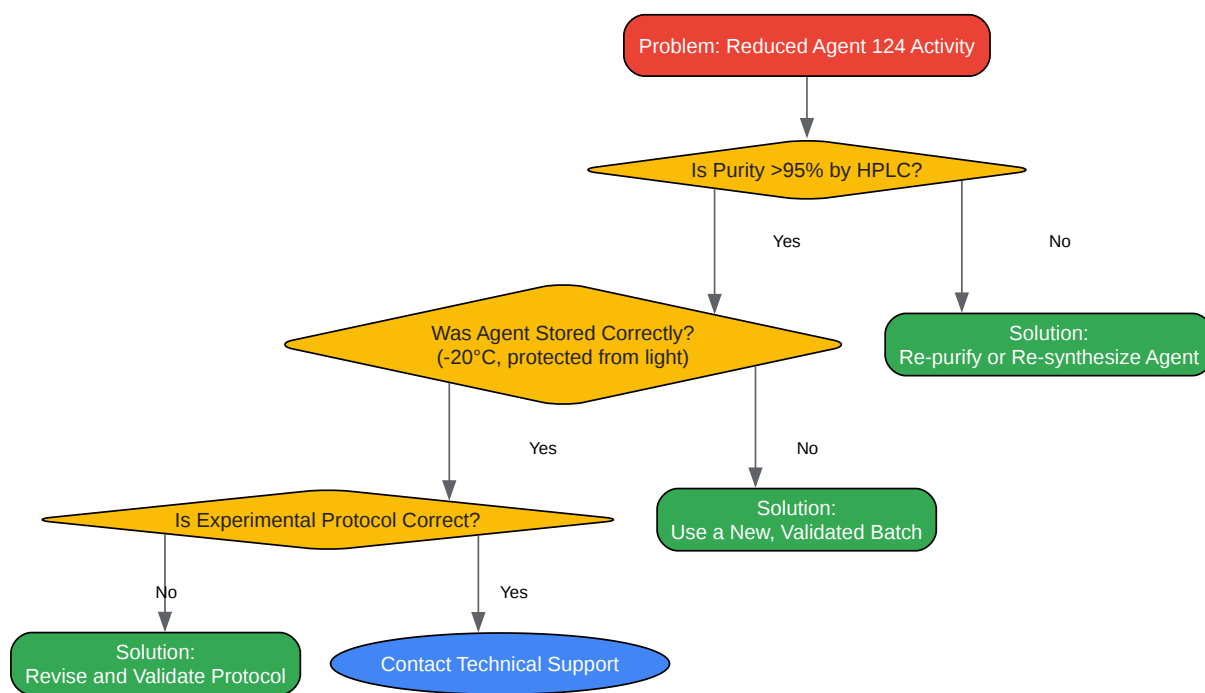 Problem: Reduced Agent 124 Activity
Is Purity >95% by HPLC?
Yes
No
Was Agent Stored Correctly?
(-20°C, protected from light)
Solution:
Re-purify or Re-synthesize Agent
Yes
No
Is Experimental Protocol Correct?
Solution:
Use a New, Validated Batch
No
Yes
Solution:
Revise and Validate Protocol
Contact Technical Support